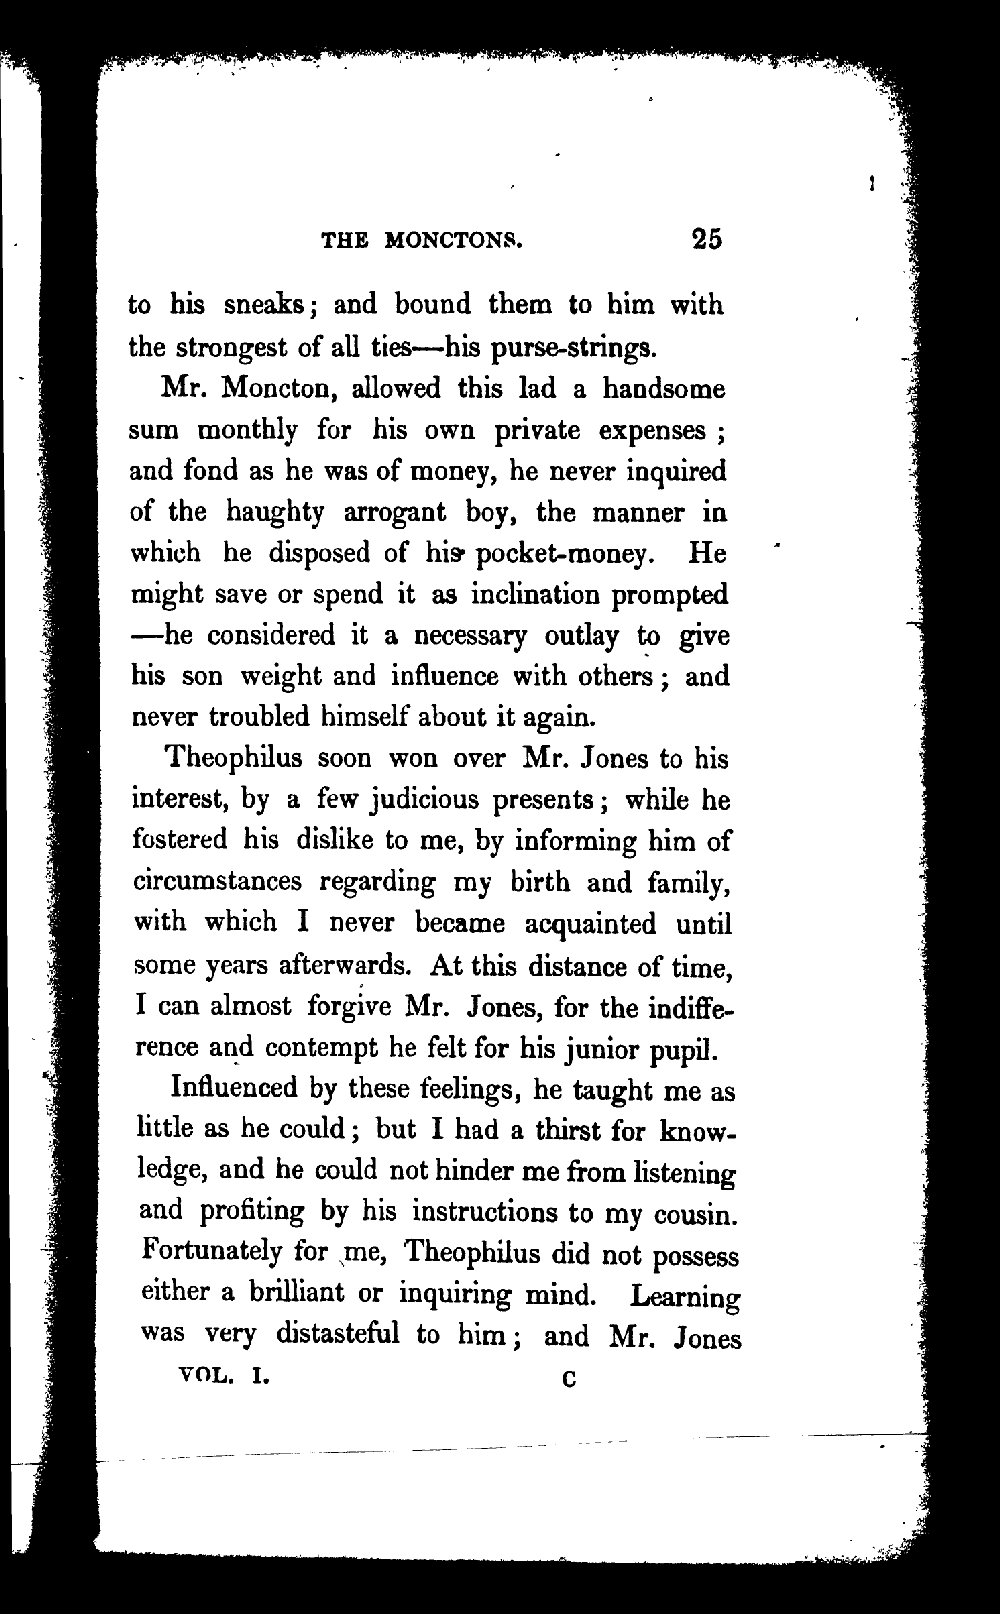 THE MONCTONS. 25
to his sneaks; and bound them to him with
the strongest of all ties—his purse-strings.
Mr. Moncton, allowed this lad a handsome
sum monthly for his own private expenses ;
and fond as he was of money, he never inquired
of the haughty arrogant boy, the manner in
which he disposed of his pocket-money. He
might save or spend it as inclination prompted
—he considered it a necessary outlay to give
his son weight and influence with others ; and
never troubled himself about it again.
Theophilus soon won over Mr. Jones to his
interest, by a few judicious presents ; while he
fostered his dislike to me, by informing him of
circumstances regarding my birth and family,
with which I never became acquainted until
some years afterwards. At this distance of time,
I can almost forgive Mr. Jones, for the indiffe-
rence and contempt he felt for his junior pupil.
Influenced by these feelings, he taught me as
little as he could ; but I had a thirst for know-
ledge, and he could not hinder me from listening
and profiting by his instructions to my cousin.
Fortunately for me, Theophilus did not possess
either a brilliant or inquiring mind. Learning
was very distasteful to him ; and Mr. Jones
VOL. I. C